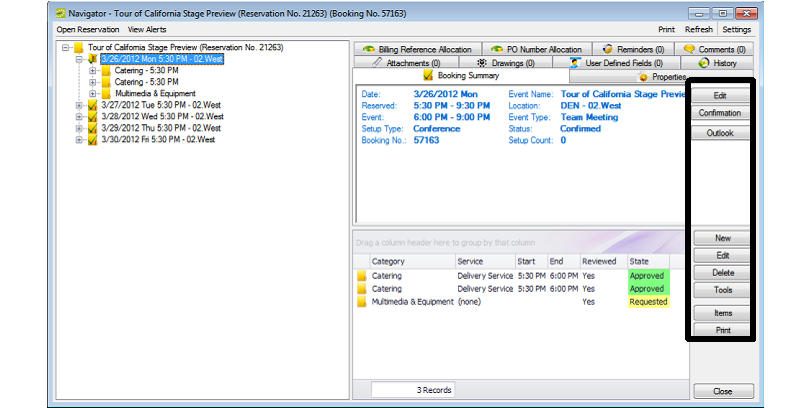 Navigator - Tour of California Stage Preview (Reservation No. 21263) (Booking No. 57163)
Open Reservation View Alerts Print Refresh Settings
Tour of California Stage Preview (Reservation No. 21263)
3/26/2012 Mon 5:30 PM - 02.West
Catering - 5:30 PM
Catering - 5:30 PM
Multimedia & Equipment
3/27/2012 Tue 5:30 PM - 02.West
3/28/2012 Wed 5:30 PM - 02.West
3/29/2012 Thu 5:30 PM - 02.West
3/30/2012 Fri 5:30 PM - 02.West
Billing Reference Allocation PO Number Allocation Reminders (0) Comments (0)
Attachments (0) Drawings (0) User Defined Fields (0) History
Booking Summary Properties
Date: 3/26/2012 Mon Event Name: Tour of California Stage Previe
Reserved: 5:30 PM - 9:30 PM Location: DEN - 02.West
Event: 6:00 PM - 9:00 PM Event Type: Team Meeting
Setup Type: Conference Status: Confirmed
Booking No.: 57163 Setup Count: 0
Edit
Confirmation
Outlook
Drag a column header here to group by that column
Category Service Start End Reviewed State
Catering Delivery Service 5:30 PM 6:00 PM Yes Approved
Catering Delivery Service 5:30 PM 6:00 PM Yes Approved
Multimedia & Equipment (none) Yes Requested
New
Edit
Delete
Tools
Items
Print
3 Records
Close